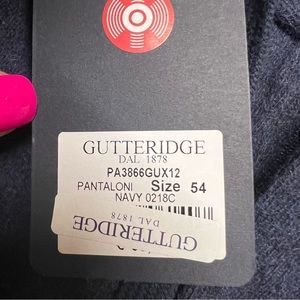 GUTTERIDGE
DAL 1878
PA3866GUX12
PANTALONI Size 54
NAVY 0218C
GUTTERIDGE
DAL 1878